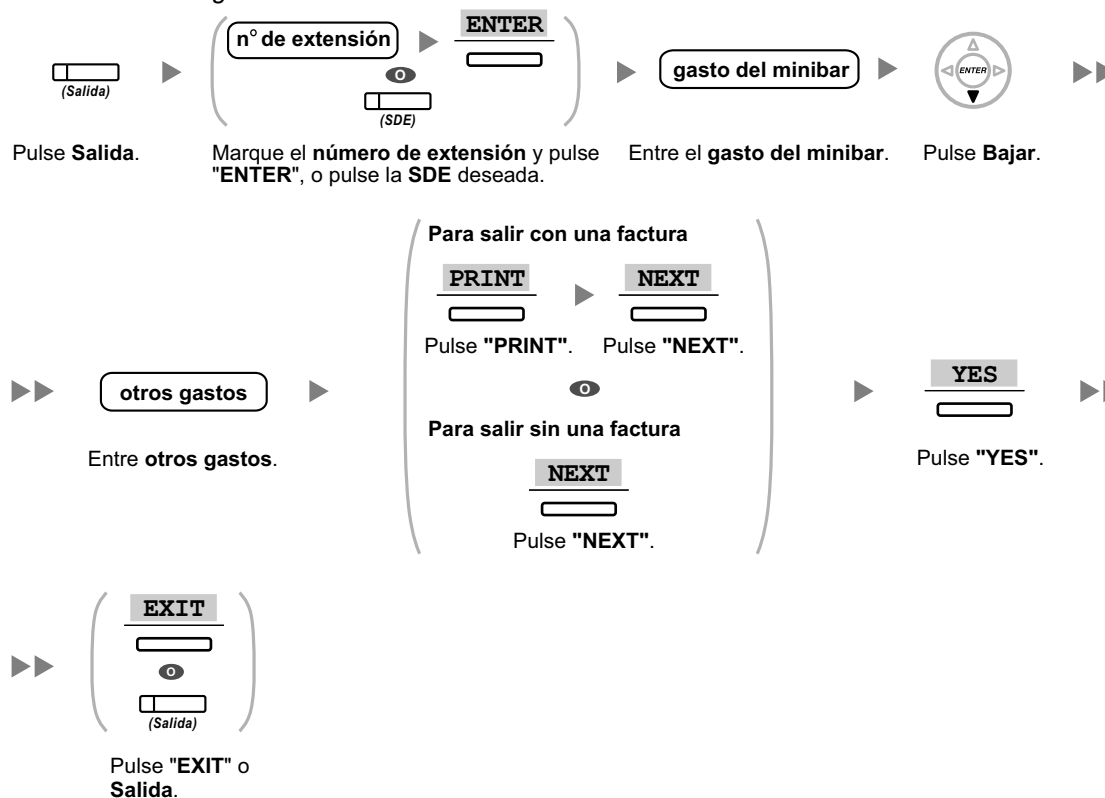 n° de extensión
ENTER
o
(SDE)
(Salida)
gasto del minibar
ENTER
Pulse Salida.
Marque el número de extensión y pulse
"ENTER", o pulse la SDE deseada.
Entre el gasto del minibar.
Pulse Bajar.
otros gastos
Entre otros gastos.
Para salir con una factura
PRINT
NEXT
Pulse "PRINT".
Pulse "NEXT".
o
Para salir sin una factura
NEXT
Pulse "NEXT".
YES
Pulse "YES".
EXIT
o
(Salida)
Pulse "EXIT" o
Salida.